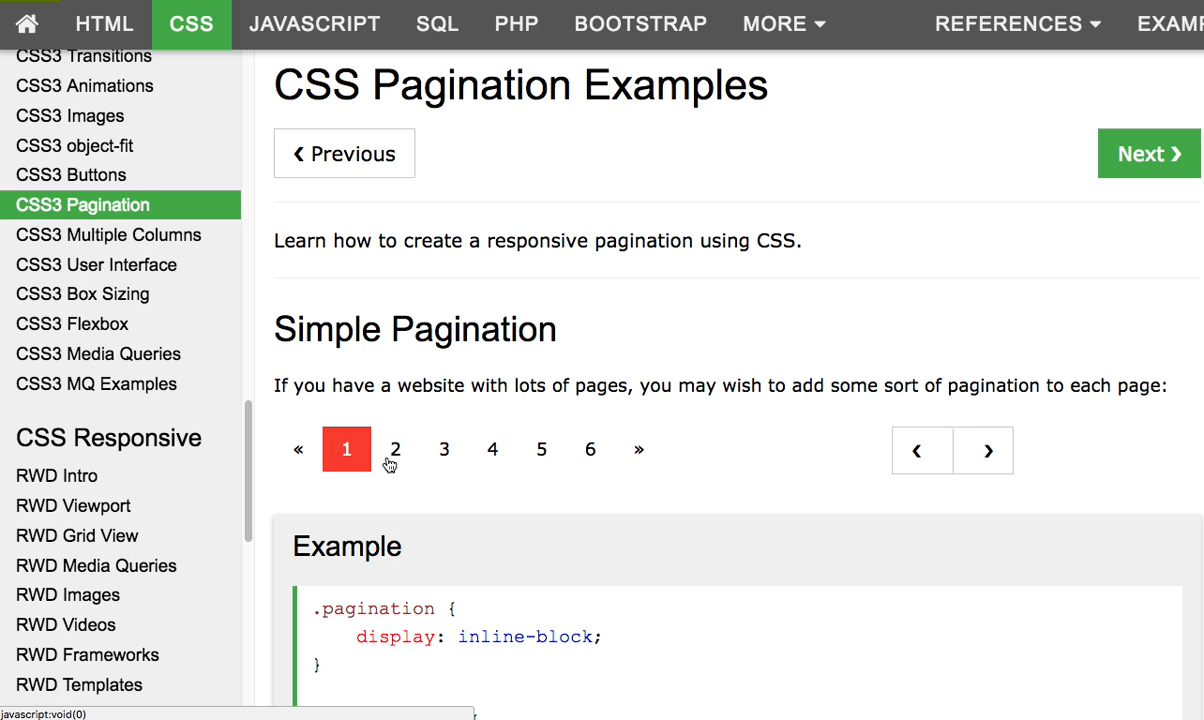 HTML CSS JAVASCRIPT SQL PHP BOOTSTRAP MORE REFERENCES EXAM
CSS3 Transitions
CSS3 Animations
CSS3 Images
CSS3 object-fit
CSS3 Buttons
CSS3 Pagination
CSS3 Multiple Columns
CSS3 User Interface
CSS3 Box Sizing
CSS3 Flexbox
CSS3 Media Queries
CSS3 MQ Examples
CSS Responsive
RWD Intro
RWD Viewport
RWD Grid View
RWD Media Queries
RWD Images
RWD Videos
RWD Frameworks
RWD Templates
javascript:void(0)
CSS Pagination Examples
❮ Previous
Next ❯
Learn how to create a responsive pagination using CSS.
Simple Pagination
If you have a website with lots of pages, you may wish to add some sort of pagination to each page:
« 1 2 3 4 5 6 » ❮ ❯
Example
.pagination {
display: inline-block;
}